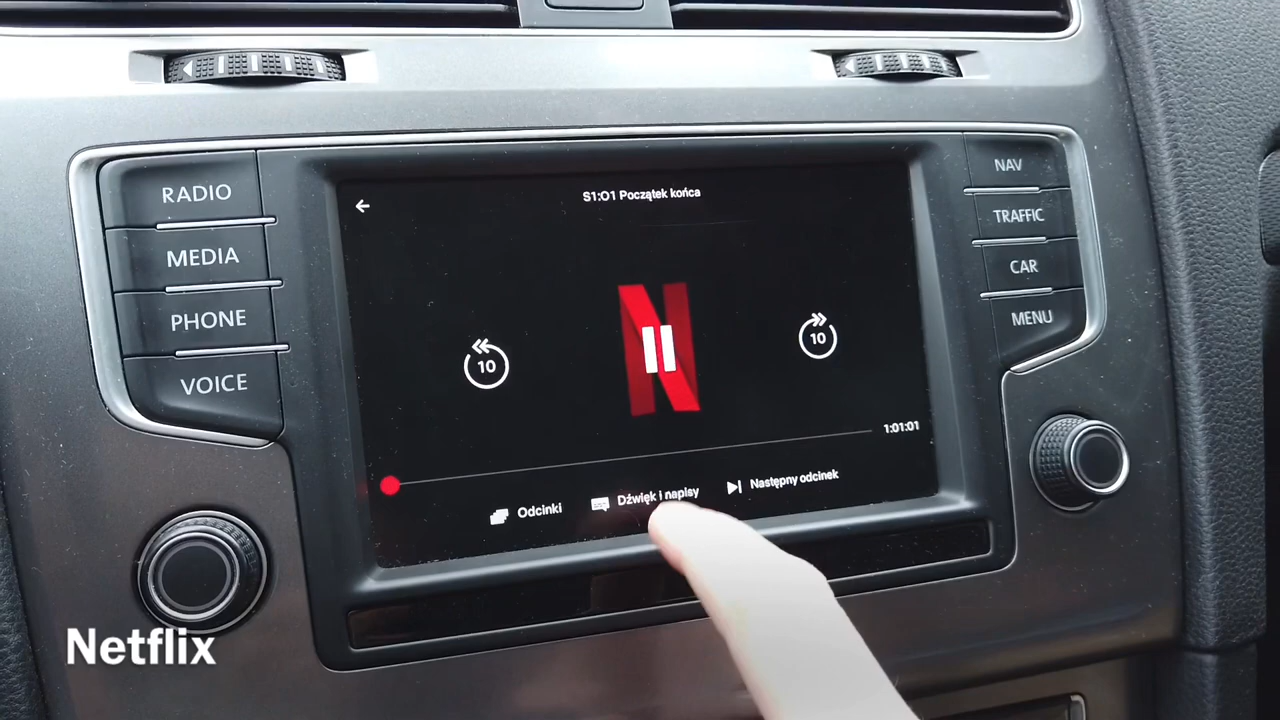 RADIO
MEDIA
PHONE
VOICE
S1:O1 Początek końca
10
10
1:01:01
Odcinki
Dźwięk i napisy
Następny odcinek
NAV
TRAFFIC
CAR
MENU
Netflix